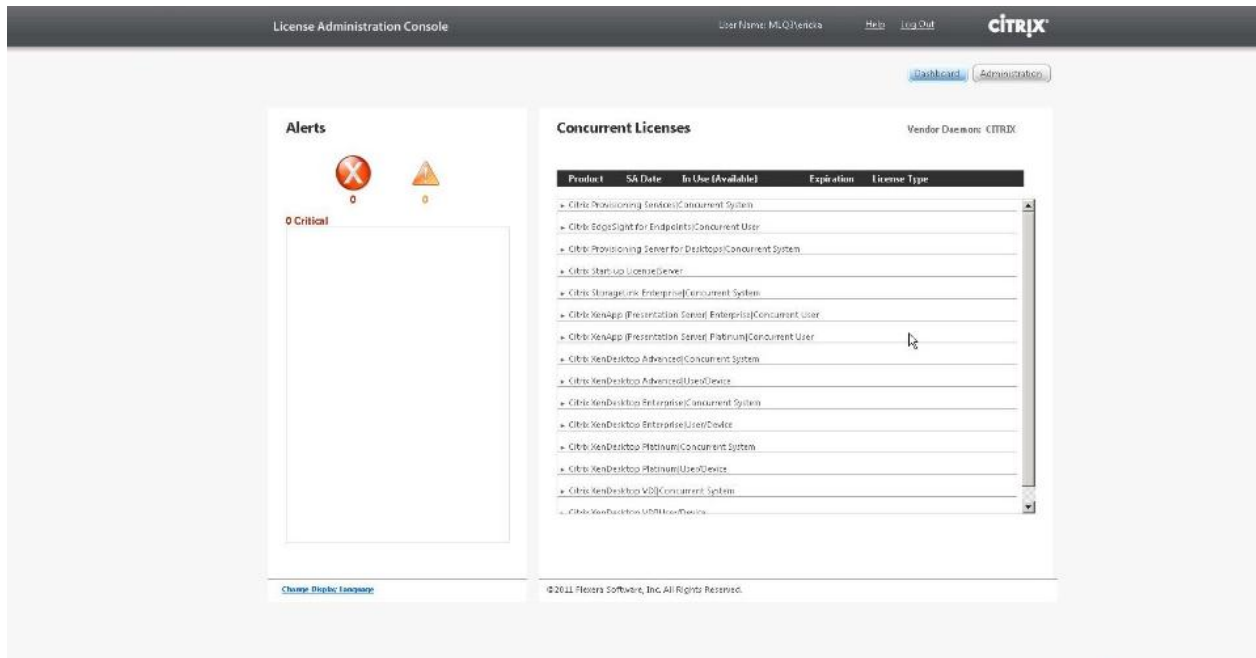 License Administration Console
User Name: MLQ3\ericka
Help
Log Out
CITRIX
Dashboard
Administration
Alerts
0
0
0 Critical
Concurrent Licenses
Vendor Daemon: CITRIX
Product SA Date In Use (Available) Expiration License Type
Citrix Provisioning Services|Concurrent System
Citrix EdgeSight for Endpoints|Concurrent User
Citrix Provisioning Server for Desktops|Concurrent System
Citrix Start-up License|Server
Citrix StorageLink Enterprise|Concurrent System
Citrix XenApp (Presentation Server) Enterprise|Concurrent User
Citrix XenApp (Presentation Server) Platinum|Concurrent User
Citrix XenDesktop Advanced|Concurrent System
Citrix XenDesktop Advanced|User/Device
Citrix XenDesktop Enterprise|Concurrent System
Citrix XenDesktop Enterprise|User/Device
Citrix XenDesktop Platinum|Concurrent System
Citrix XenDesktop Platinum|User/Device
Citrix XenDesktop VDI|Concurrent System
Citrix XenDesktop VDI|User/Device
Change Display Language
©2011 Flexera Software, Inc. All Rights Reserved.